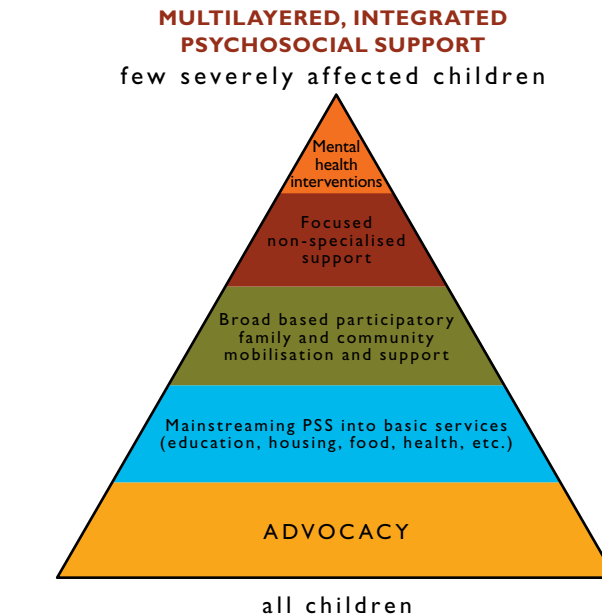 MULTILAYERED, INTEGRATED
PSYCHOSOCIAL SUPPORT
few severely affected children
Mental
health
interventions
Focused
non-specialised
support
Broad based participatory
family and community
mobilisation and support
Mainstreaming PSS into basic services
(education, housing, food, health, etc.)
ADVOCACY
all children